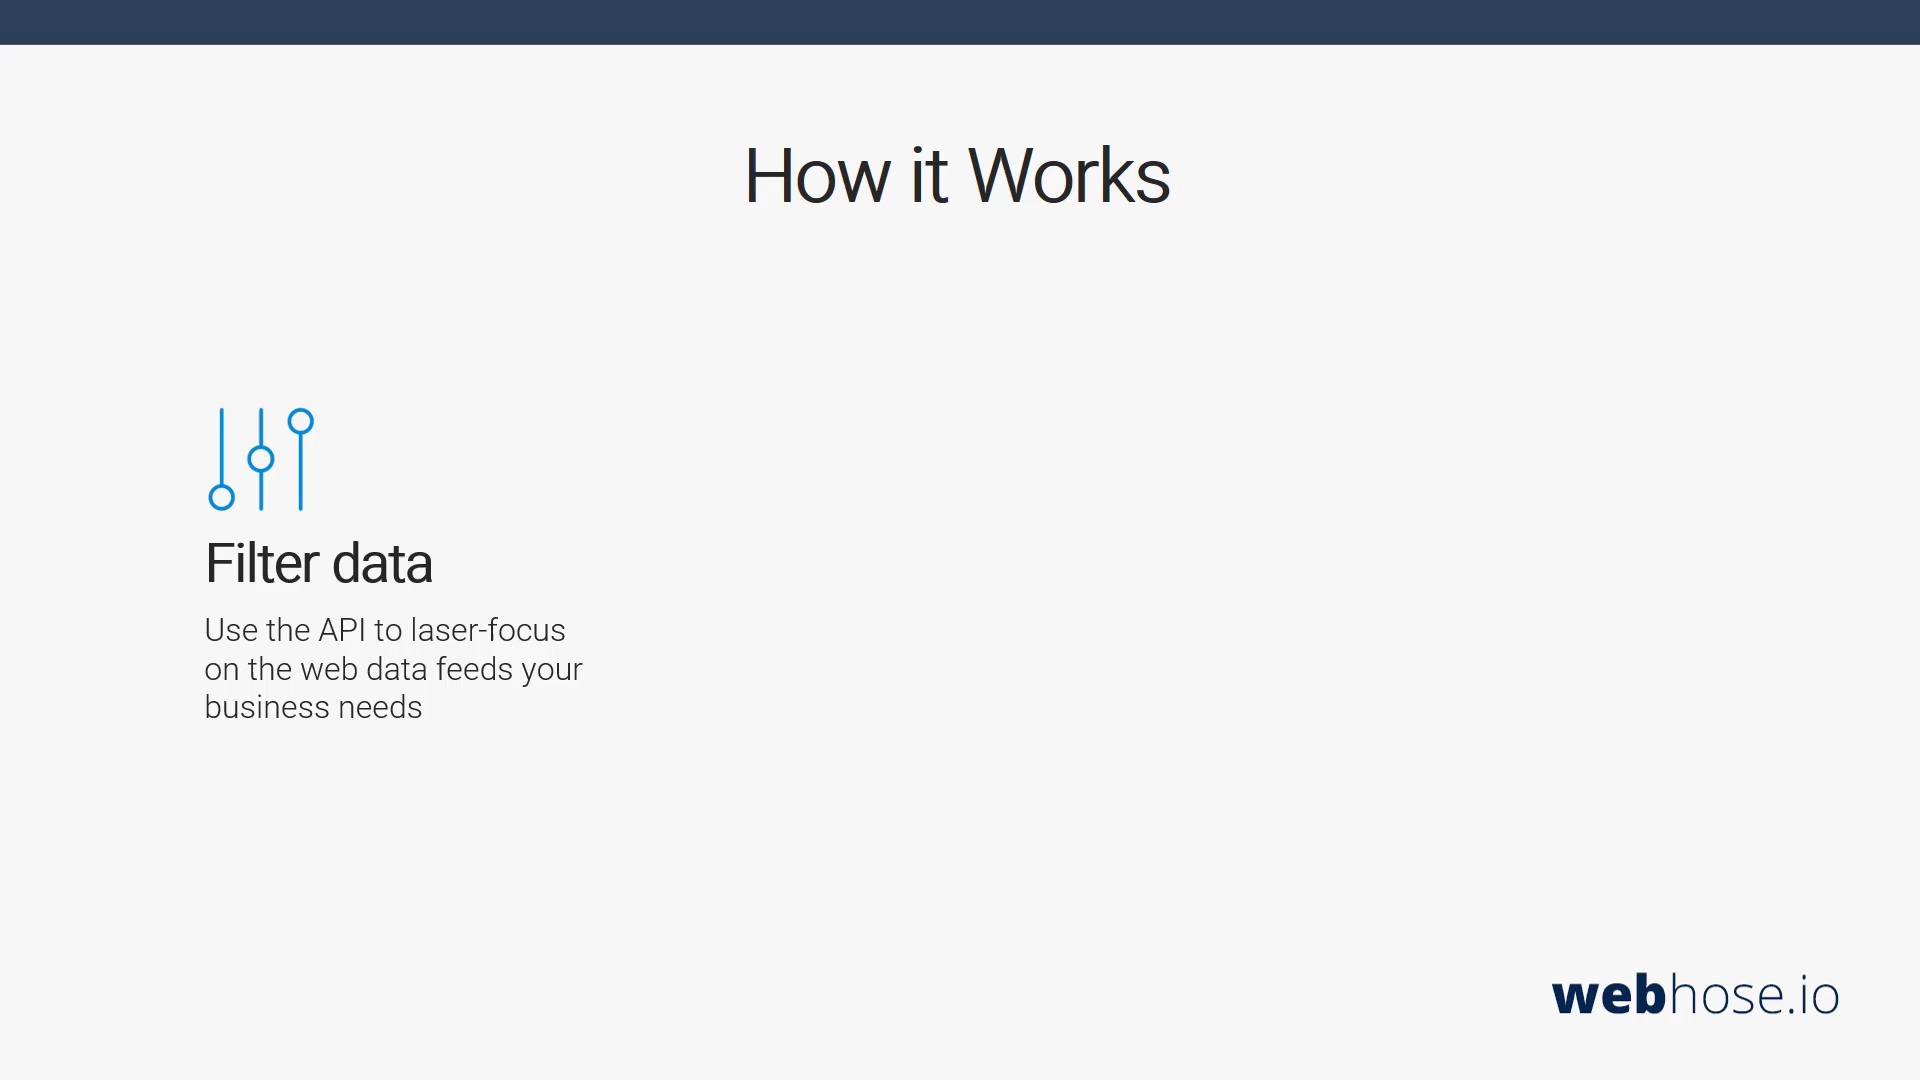 How it Works
Filter data
Use the API to laser-focus
on the web data feeds your
business needs
webhose.io